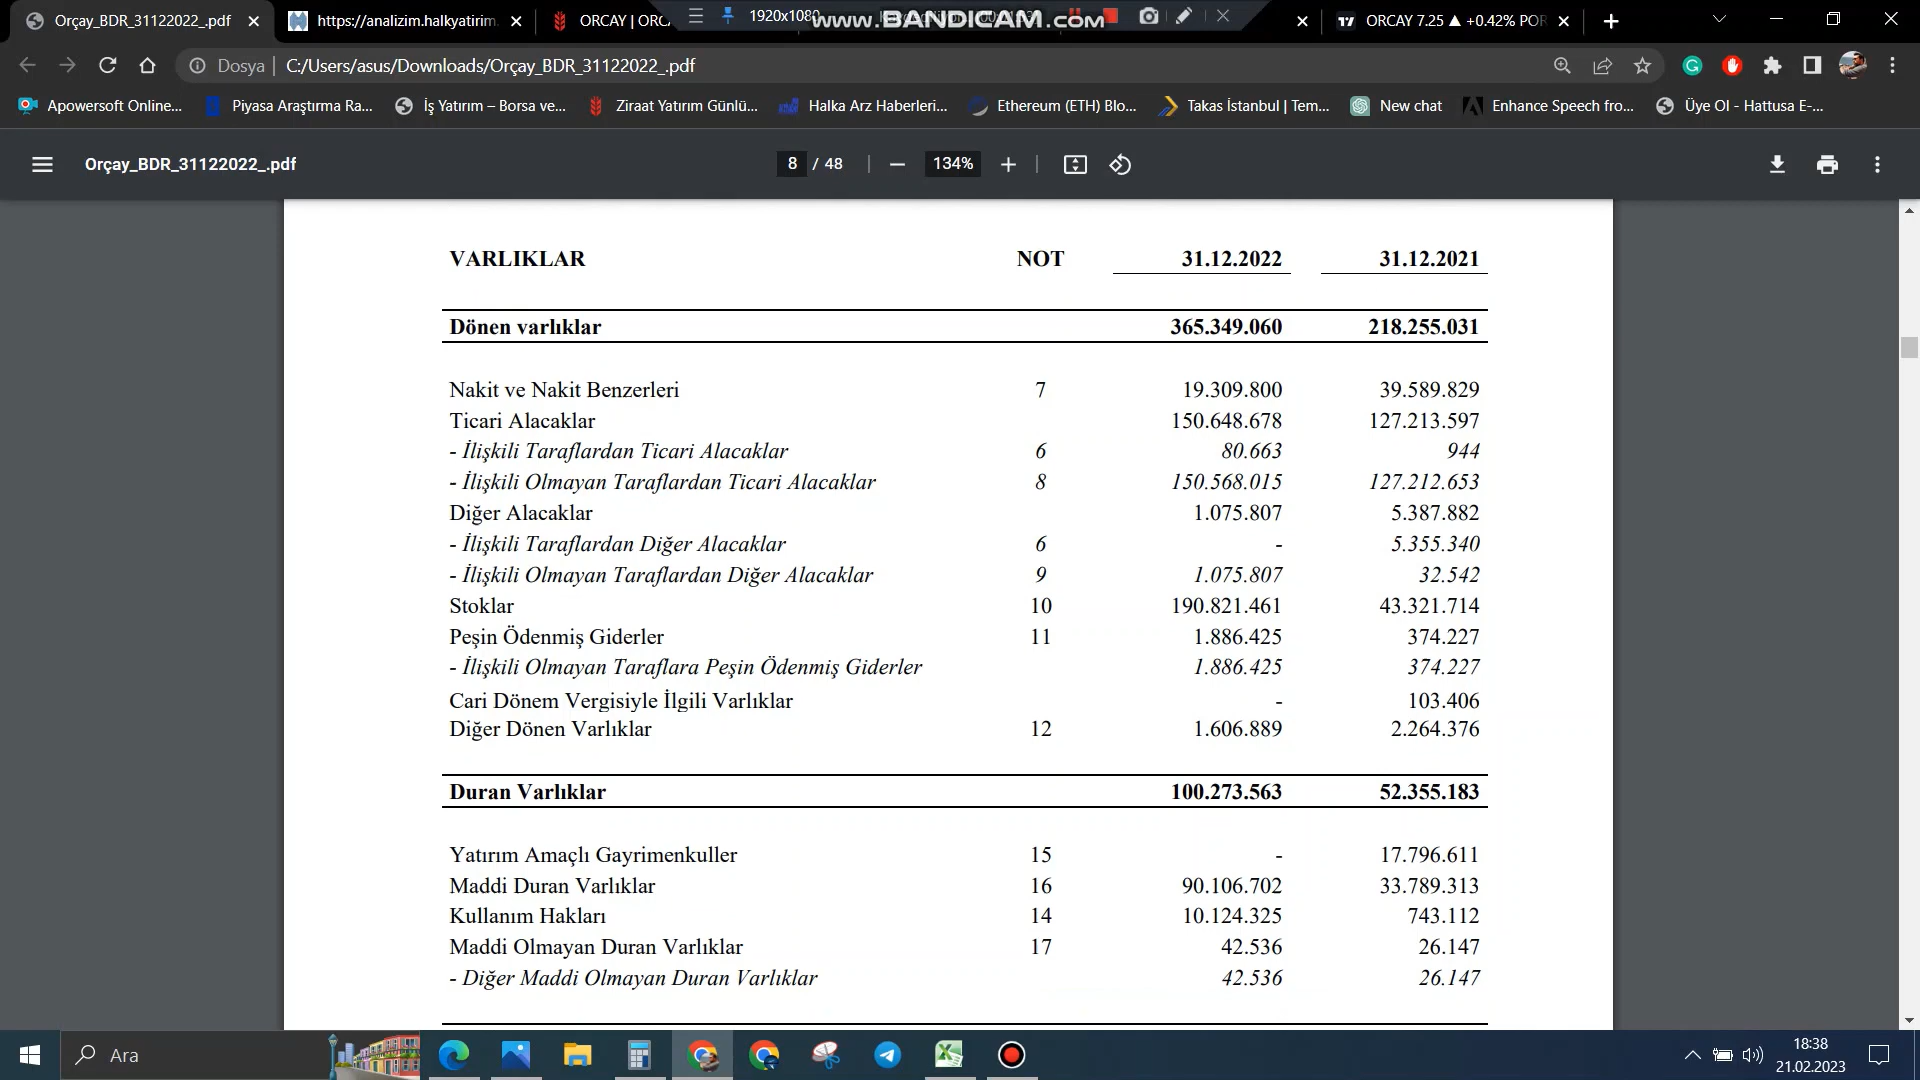 Orçay_BDR_31122022_.pdf
https://analizim.halkyatirim.
ORCAY | ORC
1920x1080
www.BANDICAM.com
ORCAY 7.25 ▲ +0.42% POR
Dosya | C:/Users/asus/Downloads/Orçay_BDR_31122022_.pdf
Apowersoft Online... Piyasa Araştırma Ra... İş Yatırım – Borsa ve... Ziraat Yatırım Günlü... Halka Arz Haberleri... Ethereum (ETH) Blo... Takas İstanbul | Tem... New chat Enhance Speech fro... Üye Ol - Hattusa E-...
Orçay_BDR_31122022_.pdf 8 / 48 134%
VARLIKLAR NOT 31.12.2022 31.12.2021
Dönen varlıklar 365.349.060 218.255.031
Nakit ve Nakit Benzerleri 7 19.309.800 39.589.829
Ticari Alacaklar 150.648.678 127.213.597
- İlişkili Taraflardan Ticari Alacaklar 6 80.663 944
- İlişkili Olmayan Taraflardan Ticari Alacaklar 8 150.568.015 127.212.653
Diğer Alacaklar 1.075.807 5.387.882
- İlişkili Taraflardan Diğer Alacaklar 6 - 5.355.340
- İlişkili Olmayan Taraflardan Diğer Alacaklar 9 1.075.807 32.542
Stoklar 10 190.821.461 43.321.714
Peşin Ödenmiş Giderler 11 1.886.425 374.227
- İlişkili Olmayan Taraflara Peşin Ödenmiş Giderler 1.886.425 374.227
Cari Dönem Vergisiyle İlgili Varlıklar - 103.406
Diğer Dönen Varlıklar 12 1.606.889 2.264.376
Duran Varlıklar 100.273.563 52.355.183
Yatırım Amaçlı Gayrimenkuller 15 - 17.796.611
Maddi Duran Varlıklar 16 90.106.702 33.789.313
Kullanım Hakları 14 10.124.325 743.112
Maddi Olmayan Duran Varlıklar 17 42.536 26.147
- Diğer Maddi Olmayan Duran Varlıklar 42.536 26.147
Ara
18:38
21.02.2023